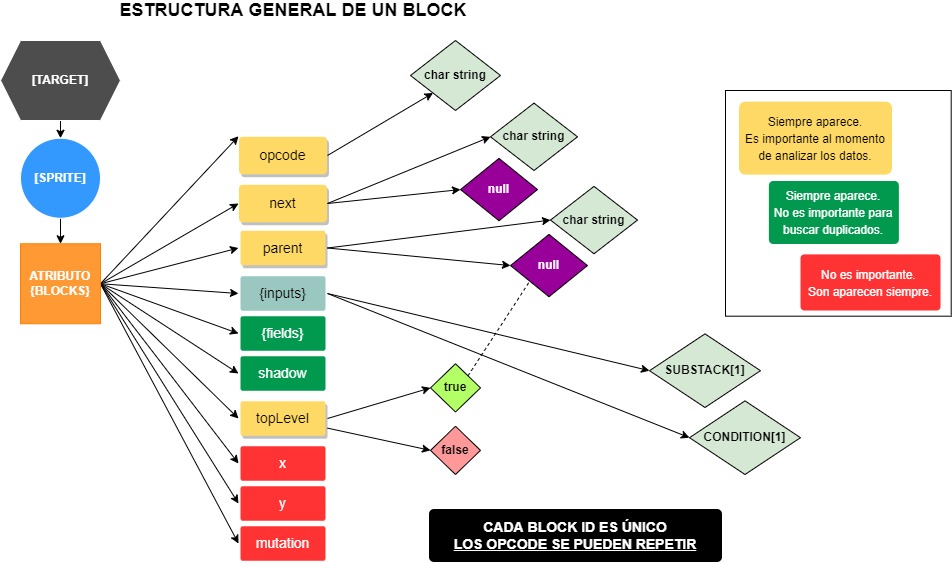 ESTRUCTURA GENERAL DE UN BLOCK
[TARGET]
[SPRITE]
ATRIBUTO
{BLOCKS}
opcode
next
parent
{inputs}
{fields}
shadow
topLevel
x
y
mutation
char string
char string
null
char string
null
true
false
SUBSTACK[1]
CONDITION[1]
Siempre aparece.
Es importante al momento
de analizar los datos.
Siempre aparece.
No es importante para
buscar duplicados.
No es importante.
Son aparecen siempre.
CADA BLOCK ID ES ÚNICO
LOS OPCODE SE PUEDEN REPETIR